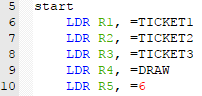 5 start
6 LDR R1, =TICKET1
7 LDR R2, =TICKET2
8 LDR R3, =TICKET3
9 LDR R4, =DRAW
10 LDR R5, =6